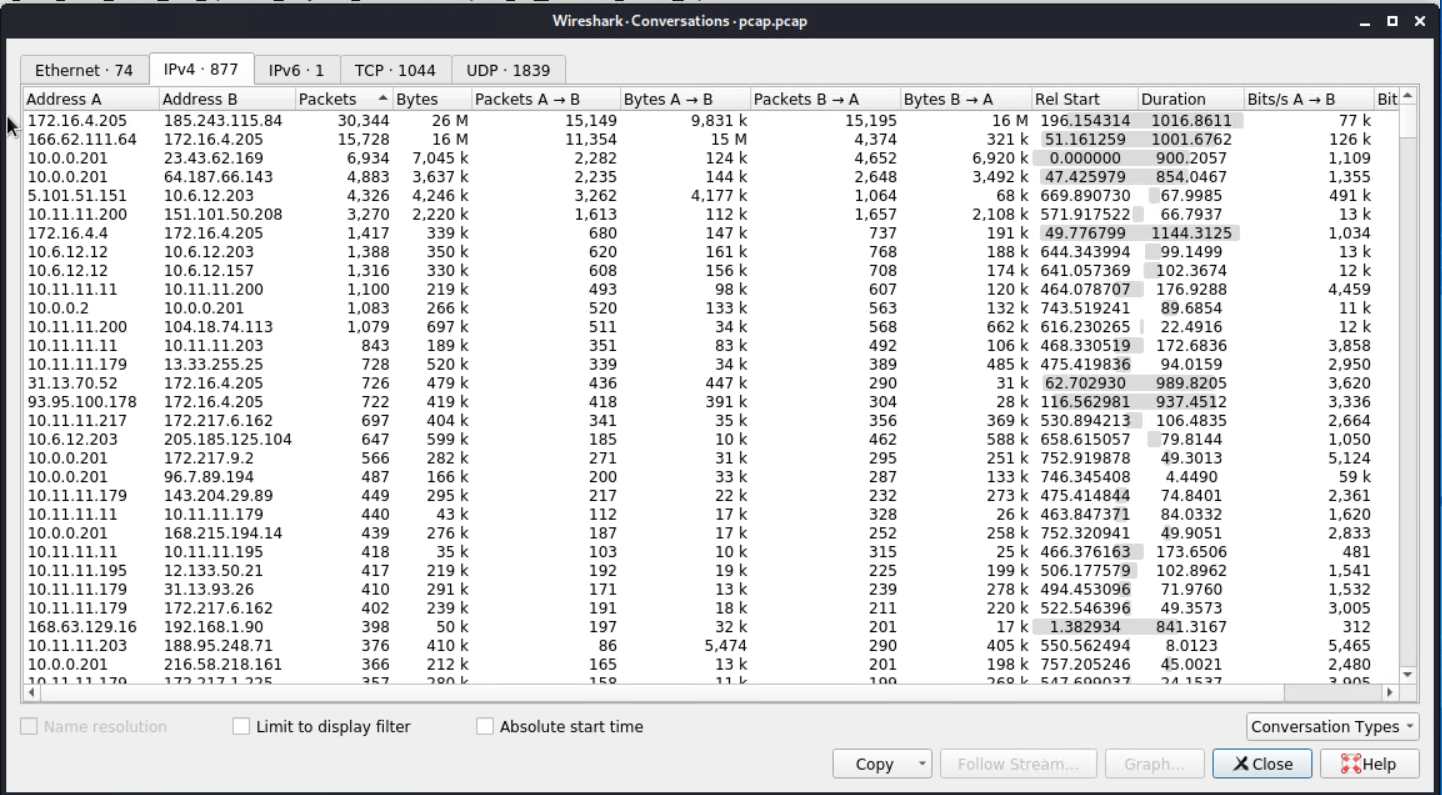 Wireshark · Conversations · pcap.pcap
Ethernet · 74 IPv4 · 877 IPv6 · 1 TCP · 1044 UDP · 1839
Address A Address B Packets Bytes Packets A → B Bytes A → B Packets B → A Bytes B → A Rel Start Duration Bits/s A → B Bit
172.16.4.205 185.243.115.84 30,344 26 M 15,149 9,831 k 15,195 16 M 196.154314 1016.8611 77 k
166.62.111.64 172.16.4.205 15,728 16 M 11,354 15 M 4,374 321 k 51.161259 1001.6762 126 k
10.0.0.201 23.43.62.169 6,934 7,045 k 2,282 124 k 4,652 6,920 k 0.000000 900.2057 1,109
10.0.0.201 64.187.66.143 4,883 3,637 k 2,235 144 k 2,648 3,492 k 47.425979 854.0467 1,355
5.101.51.151 10.6.12.203 4,326 4,246 k 3,262 4,177 k 1,064 68 k 669.890730 67.9985 491 k
10.11.11.200 151.101.50.208 3,270 2,220 k 1,613 112 k 1,657 2,108 k 571.917522 66.7937 13 k
172.16.4.4 172.16.4.205 1,417 339 k 680 147 k 737 191 k 49.776799 1144.3125 1,034
10.6.12.12 10.6.12.203 1,388 350 k 620 161 k 768 188 k 644.343994 99.1499 13 k
10.6.12.12 10.6.12.157 1,316 330 k 608 156 k 708 174 k 641.057369 102.3674 12 k
10.11.11.11 10.11.11.200 1,100 219 k 493 98 k 607 120 k 464.078707 176.9288 4,459
10.0.0.2 10.0.0.201 1,083 266 k 520 133 k 563 132 k 743.519241 89.6854 11 k
10.11.11.200 104.18.74.113 1,079 697 k 511 34 k 568 662 k 616.230265 22.4916 12 k
10.11.11.11 10.11.11.203 843 189 k 351 83 k 492 106 k 468.330519 172.6836 3,858
10.11.11.179 13.33.255.25 728 520 k 339 34 k 389 485 k 475.419836 94.0159 2,950
31.13.70.52 172.16.4.205 726 479 k 436 447 k 290 31 k 62.702930 989.8205 3,620
93.95.100.178 172.16.4.205 722 419 k 418 391 k 304 28 k 116.562981 937.4512 3,336
10.11.11.217 172.217.6.162 697 404 k 341 35 k 356 369 k 530.894213 106.4835 2,664
10.6.12.203 205.185.125.104 647 599 k 185 10 k 462 588 k 658.615057 79.8144 1,050
10.0.0.201 172.217.9.2 566 282 k 271 31 k 295 251 k 752.919878 49.3013 5,124
10.0.0.201 96.7.89.194 487 166 k 200 33 k 287 133 k 746.345408 4.4490 59 k
10.11.11.179 143.204.29.89 449 295 k 217 22 k 232 273 k 475.414844 74.8401 2,361
10.11.11.11 10.11.11.179 440 43 k 112 17 k 328 26 k 463.847371 84.0332 1,620
10.0.0.201 168.215.194.14 439 276 k 187 17 k 252 258 k 752.320941 49.9051 2,833
10.11.11.11 10.11.11.195 418 35 k 103 10 k 315 25 k 466.376163 173.6506 481
10.11.11.195 12.133.50.21 417 219 k 192 19 k 225 199 k 506.177579 102.8962 1,541
10.11.11.179 31.13.93.26 410 291 k 171 13 k 239 278 k 494.453096 71.9760 1,532
10.11.11.179 172.217.6.162 402 239 k 191 18 k 211 220 k 522.546396 49.3573 3,005
168.63.129.16 192.168.1.90 398 50 k 197 32 k 201 17 k 1.382934 841.3167 312
10.11.11.203 188.95.248.71 376 410 k 86 5,474 290 405 k 550.562494 8.0123 5,465
10.0.0.201 216.58.218.161 366 212 k 165 13 k 201 198 k 757.205246 45.0021 2,480
10.11.11.179 172.217.1.225 357 280 k 158 11 k 199 268 k 547.699037 24.1537 3,905
Name resolution Limit to display filter Absolute start time Conversation Types
Copy Follow Stream... Graph... Close Help